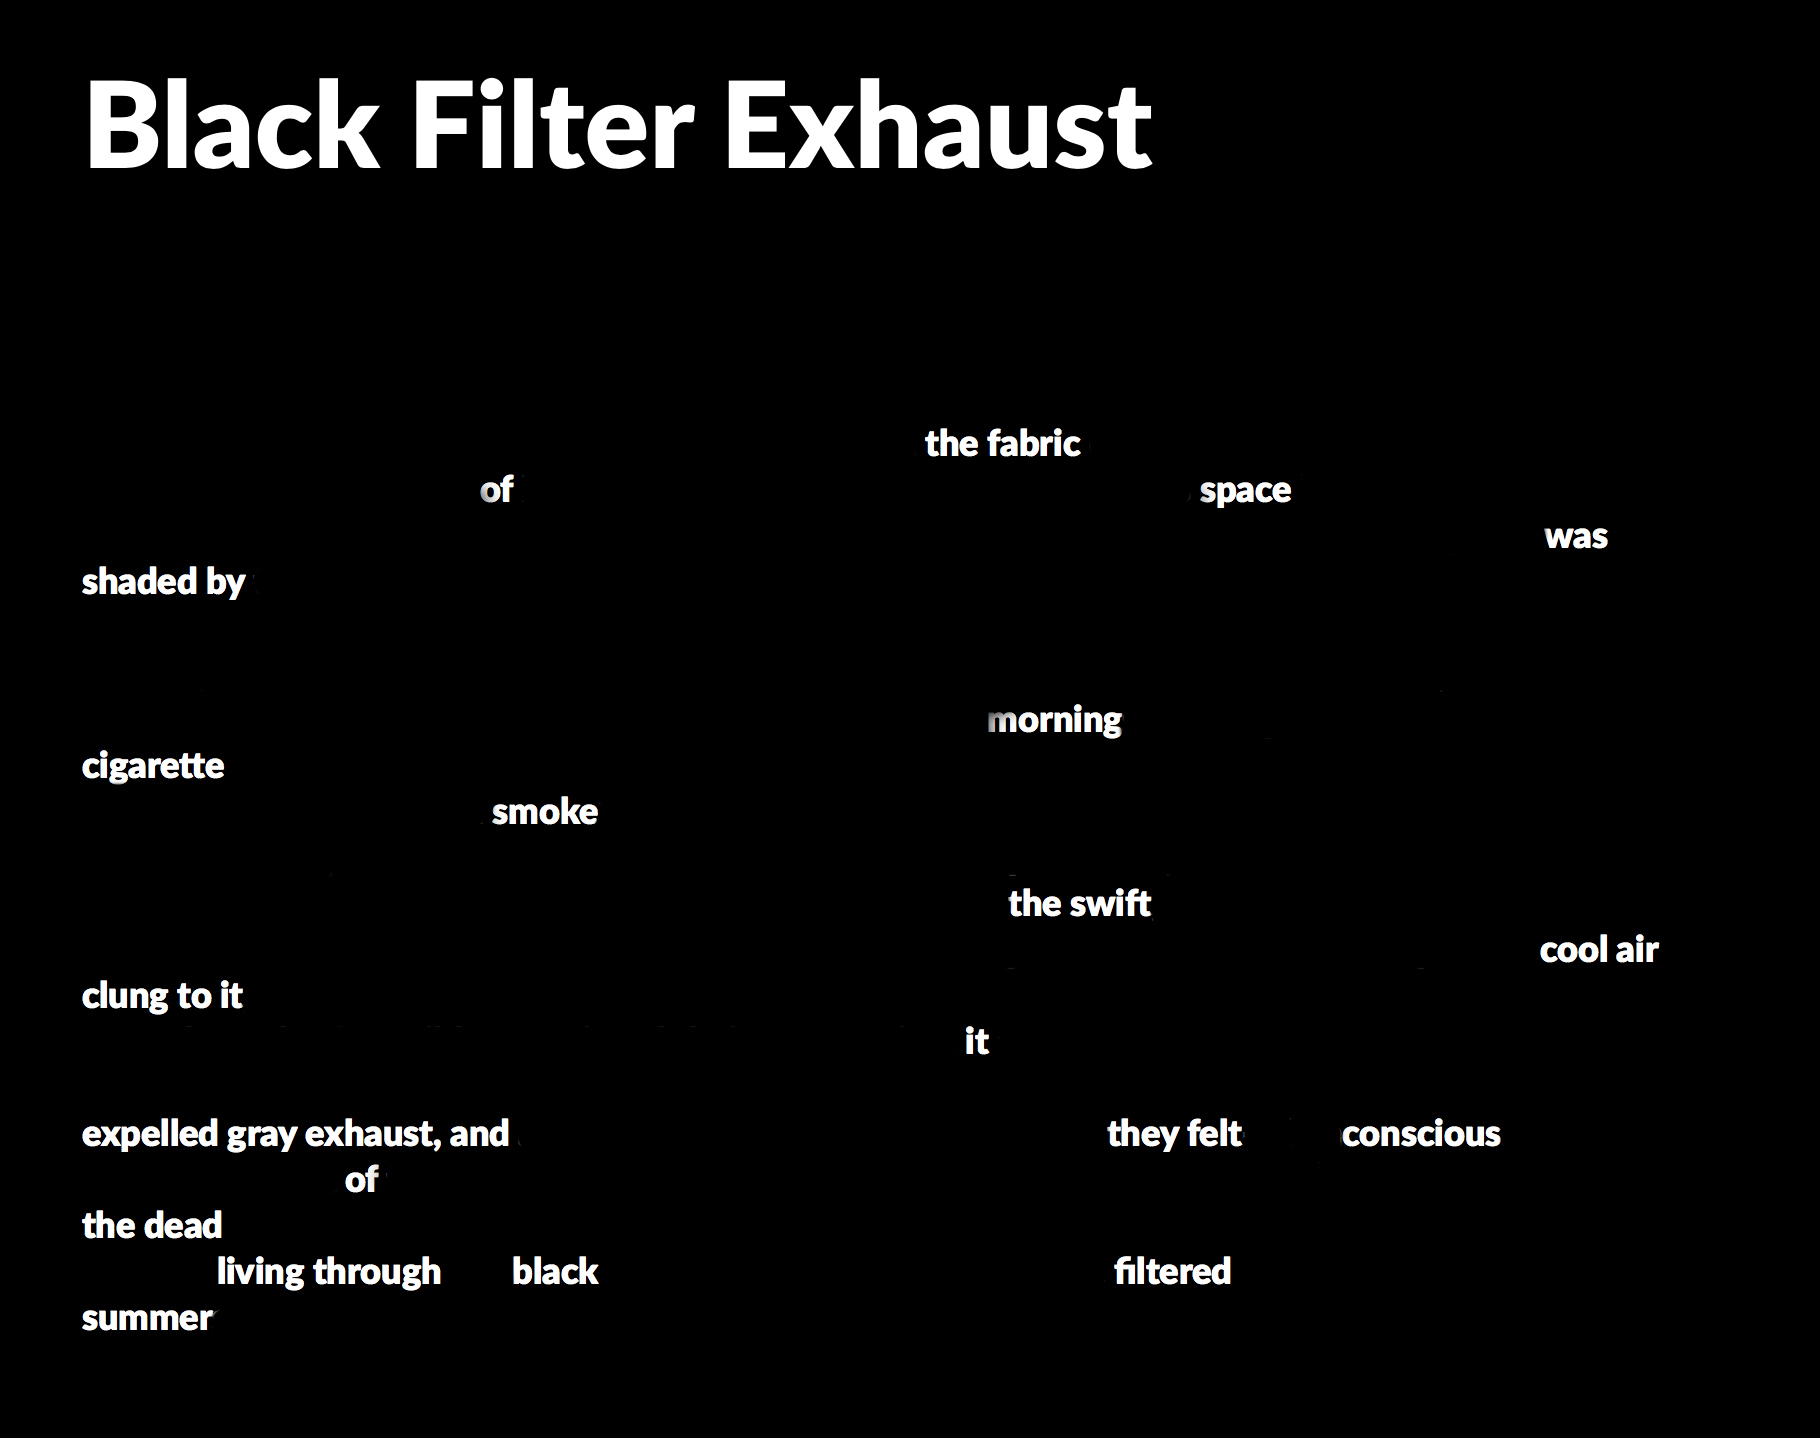 Black Filter Exhaust
the fabric
of space
was
shaded by
morning
cigarette
smoke
the swift
cool air
clung to it
it
expelled gray exhaust, and they felt conscious
of
the dead
living through black filtered
summer